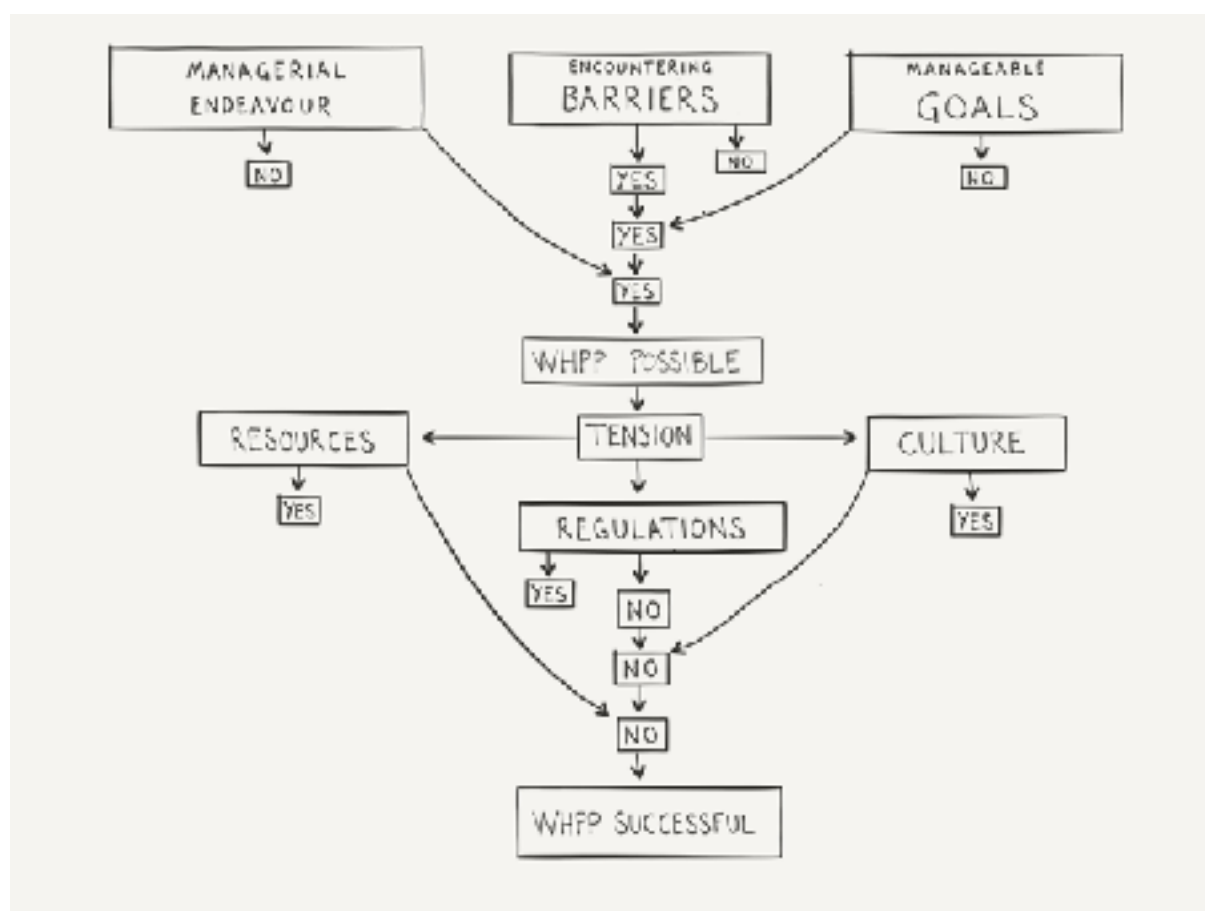 MANAGERIAL
ENDEAVOUR
ENCOUNTERING
BARRIERS
MANAGEABLE
GOALS
NO
YES
NO
NO
YES
YES
WHPP POSSIBLE
RESOURCES
TENSION
CULTURE
YES
REGULATIONS
YES
YES
NO
NO
NO
WHPP SUCCESSFUL